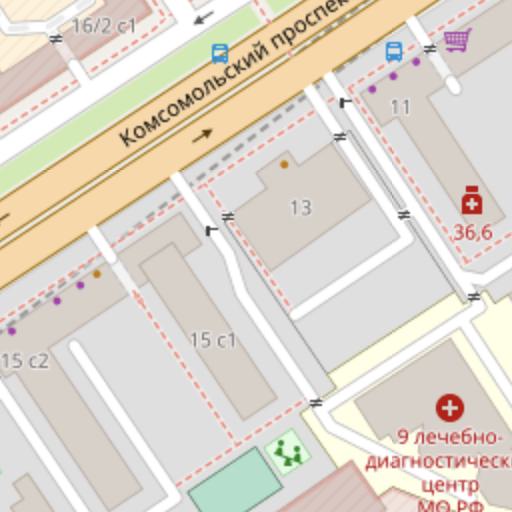 16/2 с1
Комсомольский проспек
11
36,6
13
15 с1
15 с2
9 лечебно-
диагностическ
центр
МО РФ